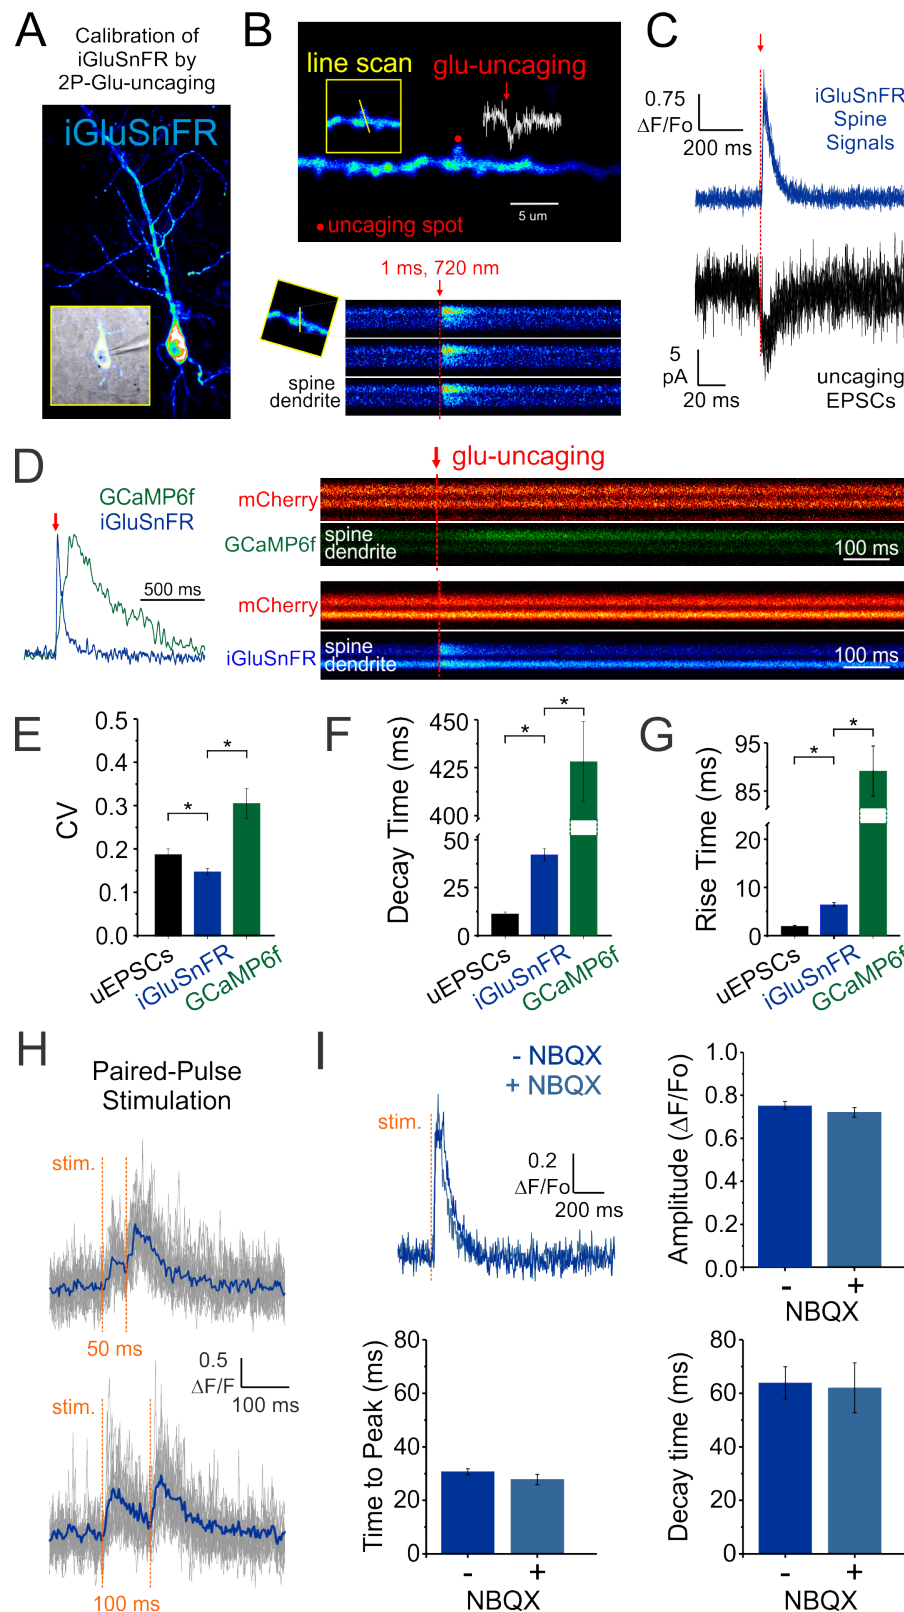 A
Calibration of
iGluSnFR by
2P-Glu-uncaging
iGluSnFR
B
line scan
glu-uncaging
5 um
uncaging spot
1 ms, 720 nm
spine
dendrite
C
0.75
ΔF/Fo
200 ms
iGluSnFR
Spine
Signals
5
pA
20 ms
uncaging
EPSCs
D
GCaMP6f
iGluSnFR
500 ms
glu-uncaging
mCherry
GCaMP6f
spine
dendrite
100 ms
mCherry
iGluSnFR
spine
dendrite
100 ms
E
CV
0.5
0.4
0.3
0.2
0.1
0.0
*
*
uEPSCs
iGluSnFR
GCaMP6f
F
Decay Time (ms)
450
425
400
50
25
0
*
*
uEPSCs
iGluSnFR
GCaMP6f
G
Rise Time (ms)
95
85
20
10
0
*
*
uEPSCs
iGluSnFR
GCaMP6f
H
Paired-Pulse
Stimulation
stim.
50 ms
0.5
ΔF/F
100 ms
stim.
100 ms
I
- NBQX
+ NBQX
stim.
0.2
ΔF/Fo
200 ms
Amplitude (ΔF/Fo)
1.0
0.8
0.6
0.4
0.2
0.0
- +
NBQX
Time to Peak (ms)
80
60
40
20
0
- +
NBQX
Decay time (ms)
80
60
40
20
0
- +
NBQX